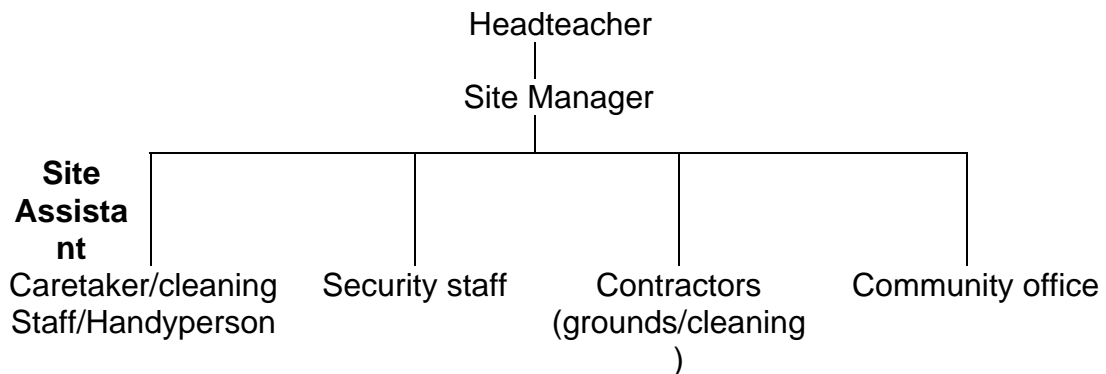 Headteacher
Site Manager
Site
Assista
nt
Caretaker/cleaning
Staff/Handyperson
Security staff
Contractors
(grounds/cleaning
)
Community office